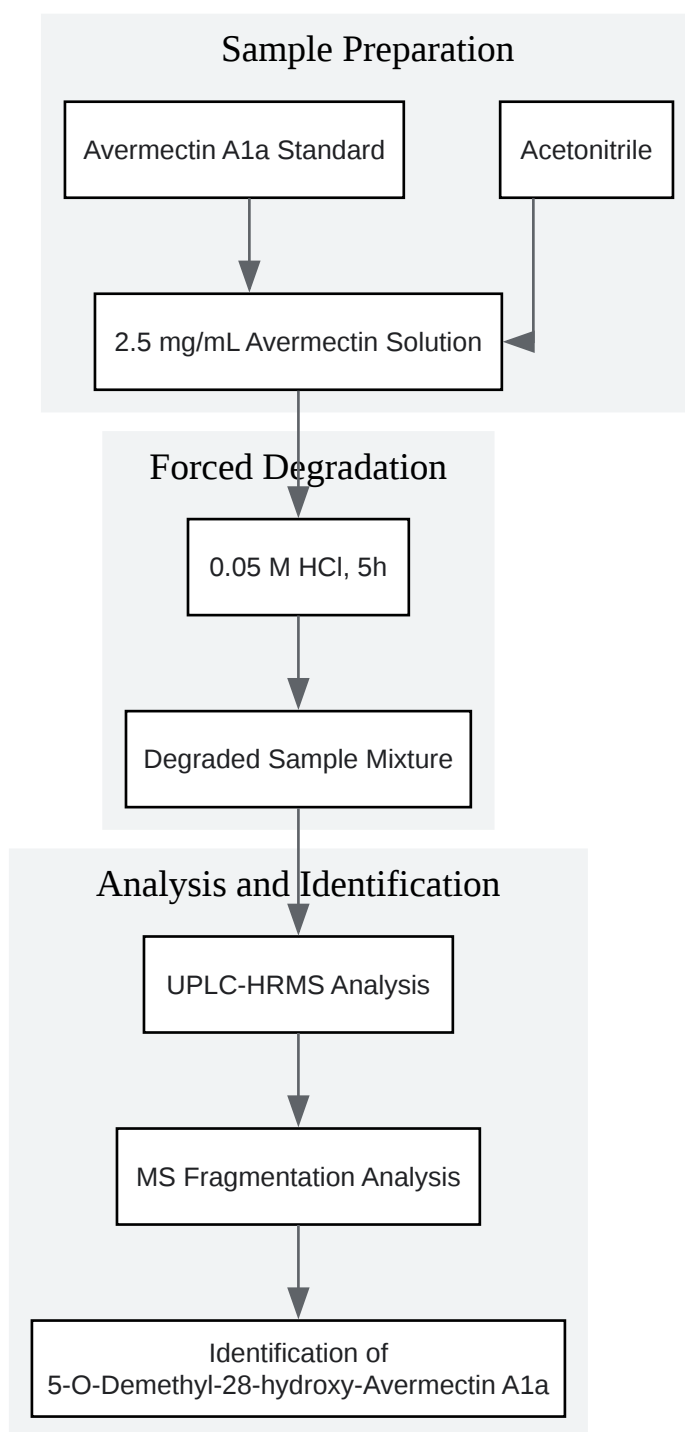 Sample Preparation
Avermectin A1a Standard
Acetonitrile
2.5 mg/mL Avermectin Solution
Forced Degradation
0.05 M HCl, 5h
Degraded Sample Mixture
Analysis and Identification
UPLC-HRMS Analysis
MS Fragmentation Analysis
Identification of
5-O-Demethyl-28-hydroxy-Avermectin A1a